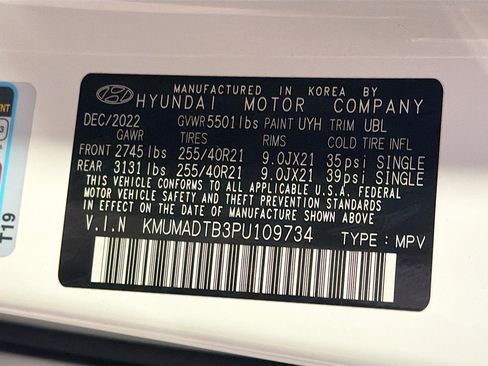 MANUFACTURED IN KOREA BY
HYUNDAI MOTOR COMPANY
DEC/2022 GVWR5501lbs PAINT UYH TRIM UBL
GAWR TIRES RIMS COLD TIRE INFL
FRONT 2745lbs 255/40R21 9.0JX21 35psi SINGLE
REAR 3131lbs 255/40R21 9.0JX21 39psi SINGLE
THIS VEHICLE CONFORMS TO ALL APPLICABLE U.S.A. FEDERAL
MOTOR VEHICLE SAFETY AND THEFT PREVENTION STANDARDS
IN EFFECT ON THE DATE OF MANUFACTURE SHOWN ABOVE.
V.I.N KMUMADTB3PU109734 TYPE: MPV
T19